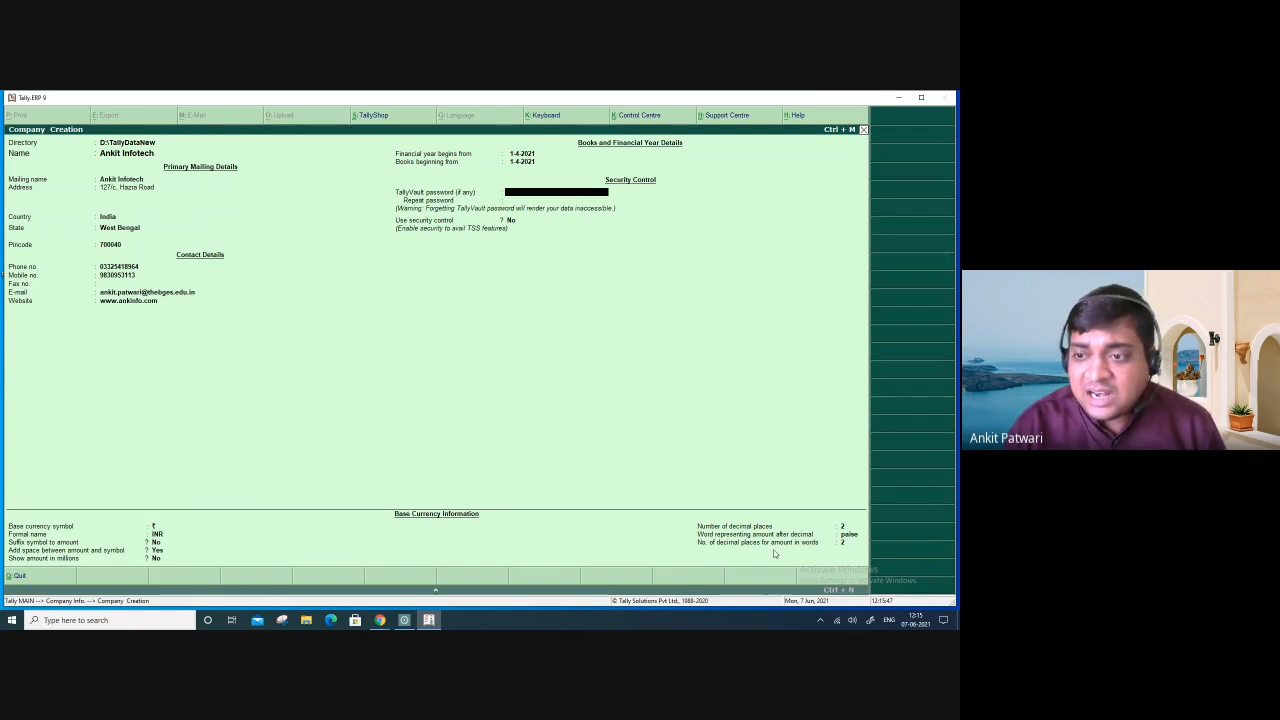 Tally.ERP 9
P: Print E: Export M: E-Mail O: Upload S: TallyShop G: Language K: Keyboard K: Control Centre H: Support Centre H: Help
Company Creation Ctrl + M
Directory : D:\TallyDataNew
Name : Ankit Infotech
Primary Mailing Details
Mailing name : Ankit Infotech
Address : 127/c, Hazra Road
Country : India
State : West Bengal
Pincode : 700040
Contact Details
Phone no. : 03325418964
Mobile no. : 9830953113
Fax no. :
E-mail : ankit.patwari@thebges.edu.in
Website : www.ankinfo.com
Books and Financial Year Details
Financial year begins from : 1-4-2021
Books beginning from : 1-4-2021
Security Control
TallyVault password (if any) :
Repeat password :
(Warning: Forgetting TallyVault password will render your data inaccessible.)
Use security control ? No
(Enable security to avail TSS features)
Ankit Patwari
Base Currency Information
Base currency symbol : ₹
Formal name : INR
Suffix symbol to amount ? No
Add space between amount and symbol ? Yes
Show amount in millions ? No
Number of decimal places : 2
Word representing amount after decimal : paise
No. of decimal places for amount in words : 2
Activate Windows
Go to Settings to activate Windows.
Q: Quit
Ctrl + N
Tally MAIN --> Company Info. --> Company Creation © Tally Solutions Pvt Ltd., 1988-2020 Mon, 7 Jun, 2021 12:15:47
Type here to search ENG 12:15
07-06-2021